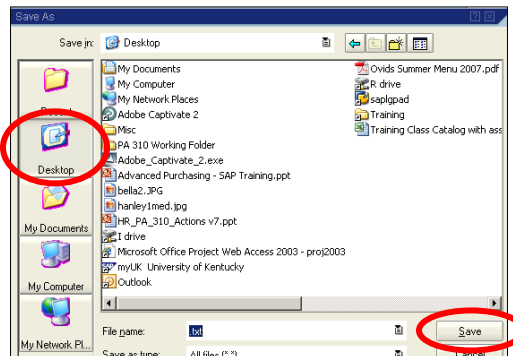 Save As
Save in:
Desktop
My Documents
My Computer
My Network Places
Adobe Captivate 2
Misc
PA 310 Working Folder
Adobe_Captivate_2.exe
Advanced Purchasing - SAP Training.ppt
bella2.JPG
hanley1med.jpg
HR_PA_310_Actions v7.ppt
I drive
Microsoft Office Project Web Access 2003 - proj2003
myUK University of Kentucky
Outlook
Ovids Summer Menu 2007.pdf
R drive
saplgpad
Training
Training Class Catalog with ass
Desktop
My Documents
My Computer
My Network Pl...
File name:
.txt
Save
Save as type:
All files (*.*)
Cancel